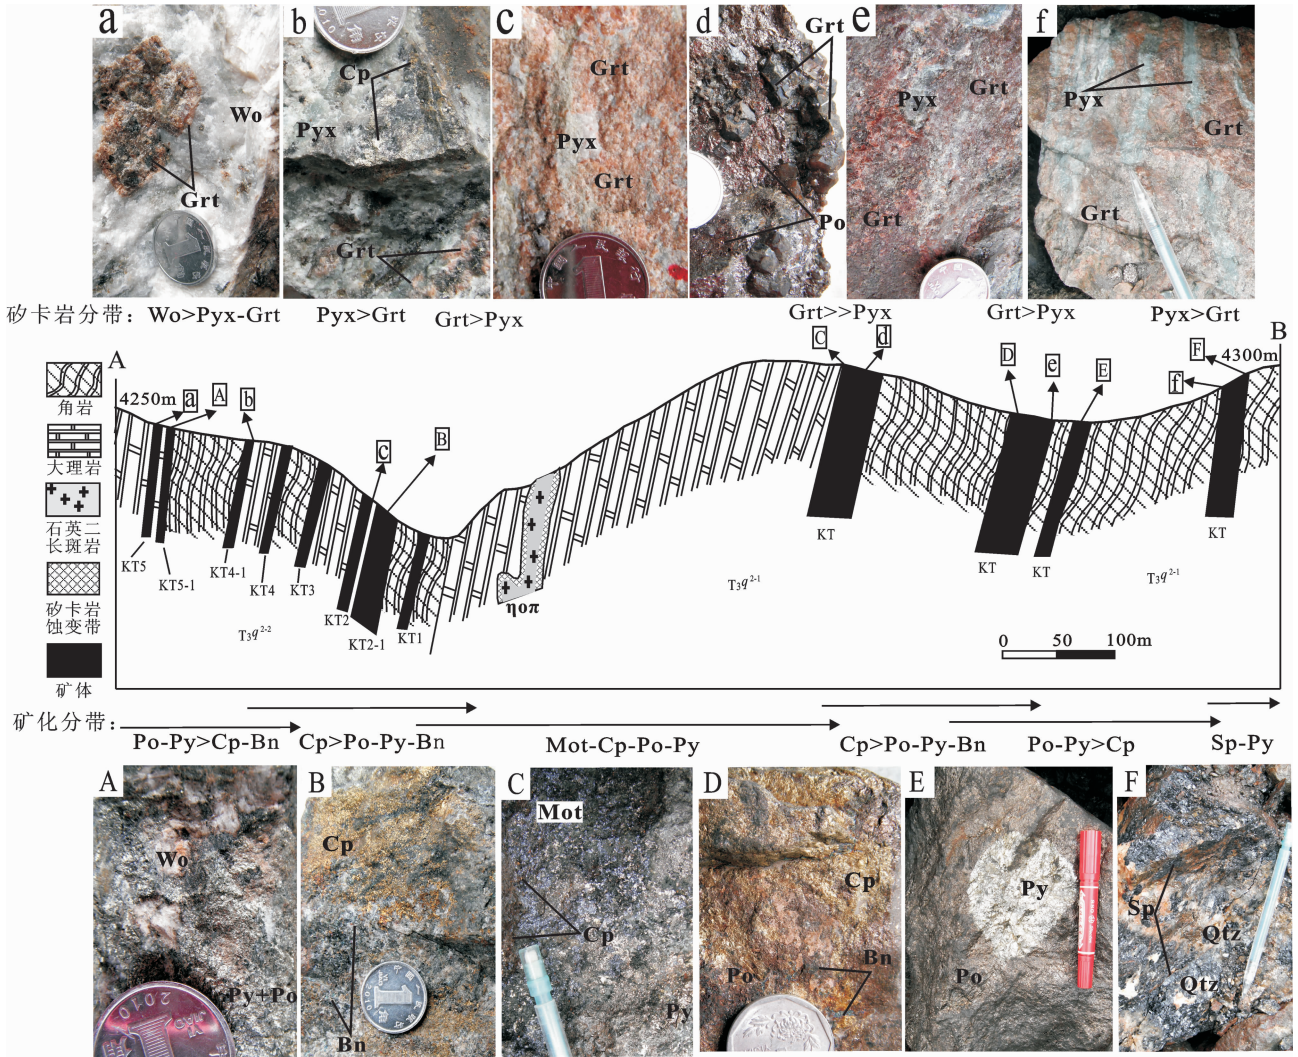 a
b
c
d
e
f
Grt
Cp
Grt
Grt
Pyx
Grt
Pyx
Wo
Pyx
Pyx
Grt
Grt
Grt
Grt
Po
Grt
Grt
Grt
矽卡岩分带:
Wo>Pyx-Grt
Pyx>Grt
Grt>Pyx
Grt>>Pyx
Grt>Pyx
Pyx>Grt
A
B
C
d
F
4300m
D
e
E
f
4250m
a
A
b
c
B
角岩
大理岩
石英二
长斑岩
矽卡岩
蚀变带
矿体
KT5
KT5-1
KT4-1
KT4
KT3
KT2
KT2-1
KT1
ηοπ
KT
KT
KT
KT
T₃q²⁻²
T₃q²⁻¹
T₃q²⁻¹
0 50 100m
矿化分带:
Po-Py>Cp-Bn
Cp>Po-Py-Bn
Mot-Cp-Po-Py
Cp>Po-Py-Bn
Po-Py>Cp
Sp-Py
A
B
C
D
E
F
Wo
Py+Po
Cp
Bn
Mot
Cp
Py
Cp
Po
Bn
Py
Po
Sp
Qtz
Qtz
2010
1